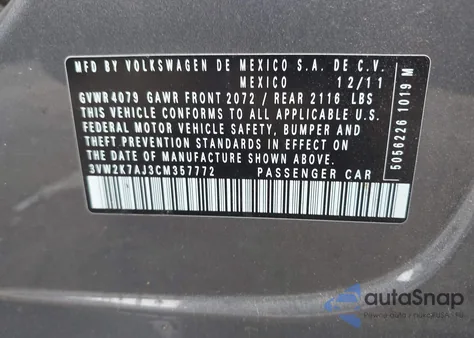 MFD BY VOLKSWAGEN DE MEXICO S.A. DE C.V.
MEXICO 12/11
GVWR 4079 GAWR FRONT 2072 / REAR 2116 LBS
THIS VEHICLE CONFORMS TO ALL APPLICABLE U.S.
FEDERAL MOTOR VEHICLE SAFETY, BUMPER AND
THEFT PREVENTION STANDARDS IN EFFECT ON THE
DATE OF MANUFACTURE SHOWN ABOVE.
3VW2K7AJ3CM357772 PASSENGER CAR
5056226 1019 M
autaSnap